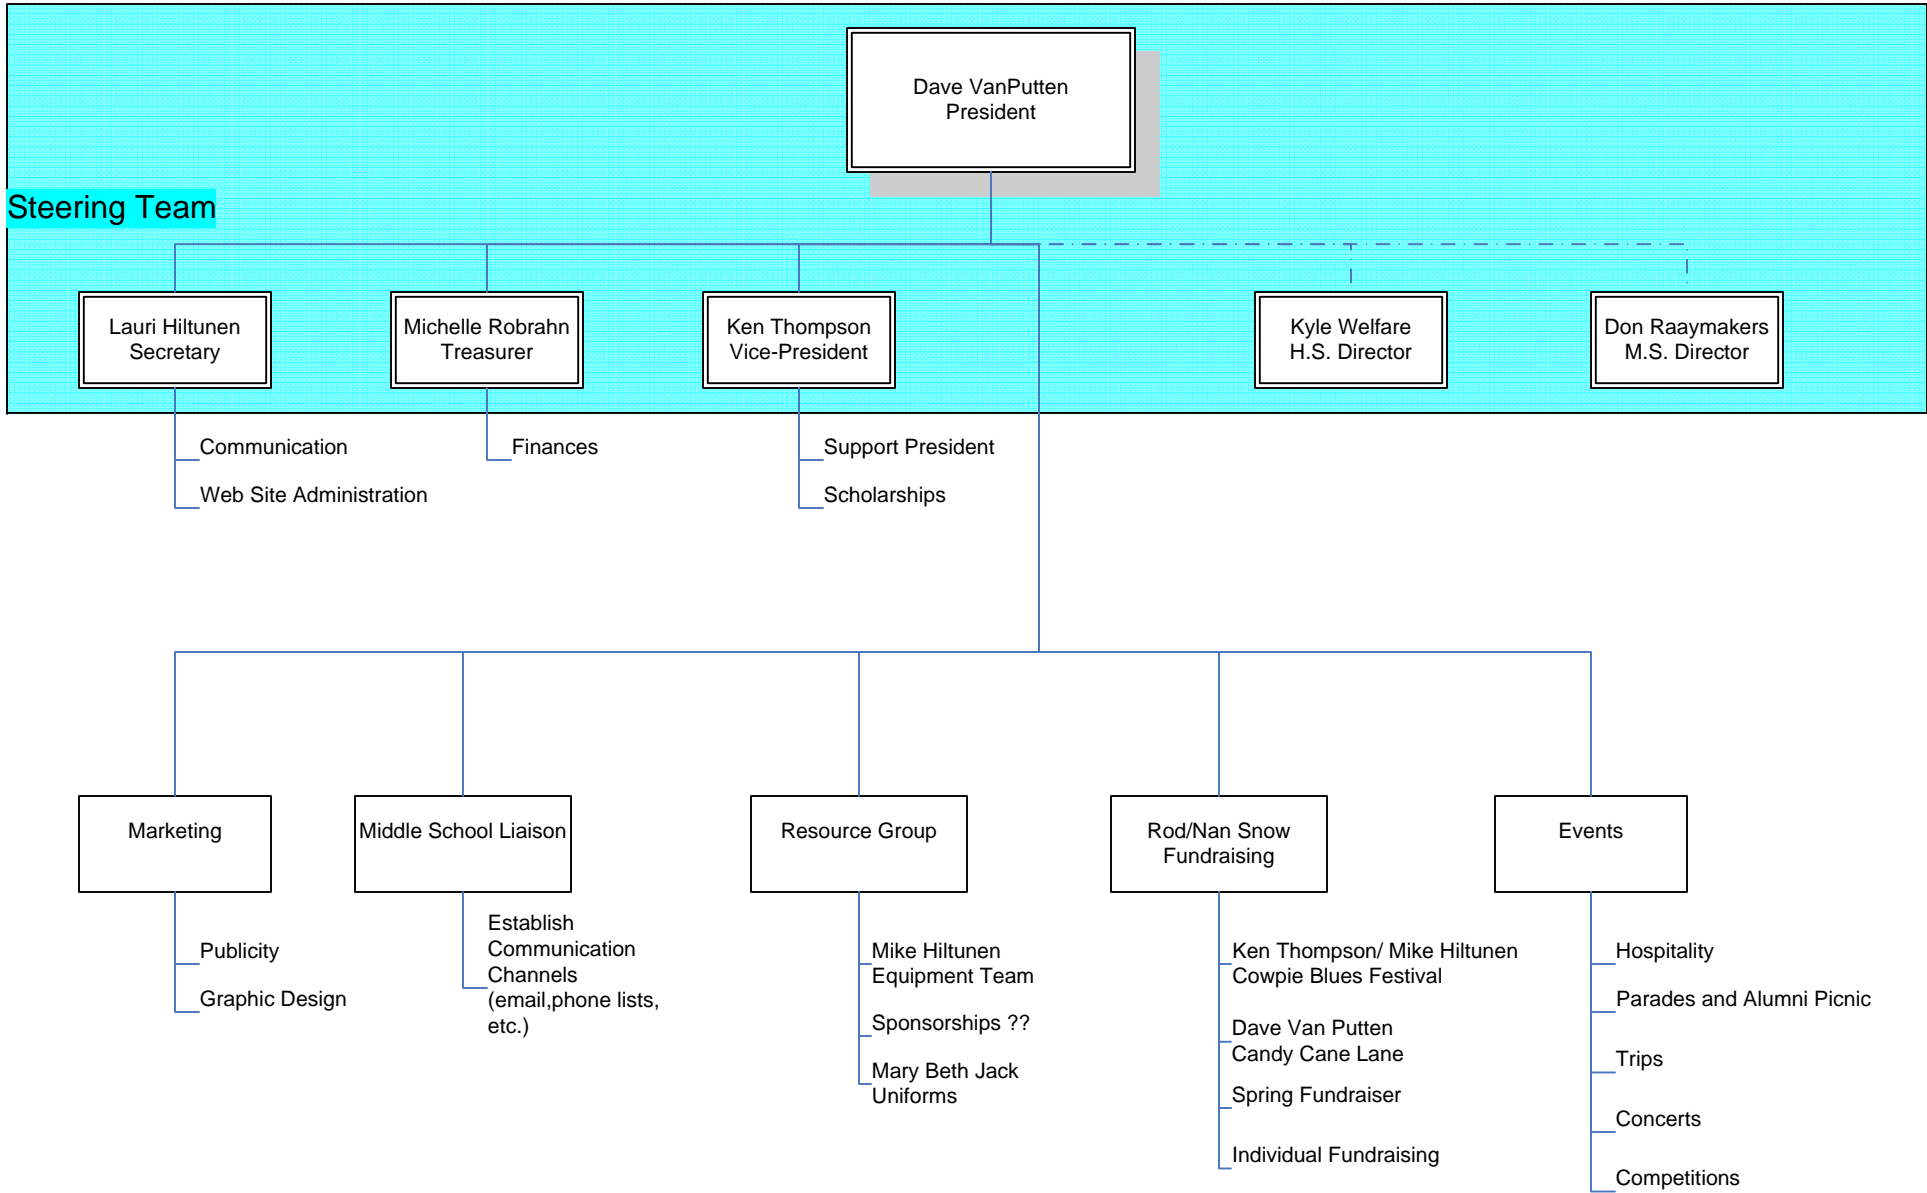 Dave VanPutten
President
Steering Team
Lauri Hiltunen
Secretary
Michelle Robrahn
Treasurer
Ken Thompson
Vice-President
Kyle Welfare
H.S. Director
Don Raaymakers
M.S. Director
Communication
Web Site Administration
Finances
Support President
Scholarships
Marketing
Middle School Liaison
Resource Group
Rod/Nan Snow
Fundraising
Events
Publicity
Graphic Design
Establish
Communication
Channels
(email,phone lists,
etc.)
Mike Hiltunen
Equipment Team
Sponsorships ??
Mary Beth Jack
Uniforms
Ken Thompson/ Mike Hiltunen
Cowpie Blues Festival
Dave Van Putten
Candy Cane Lane
Spring Fundraiser
Individual Fundraising
Hospitality
Parades and Alumni Picnic
Trips
Concerts
Competitions